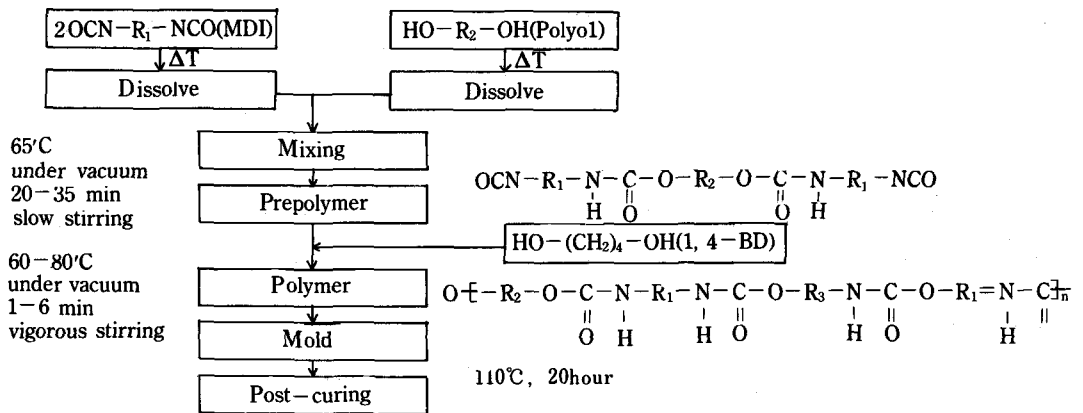 2OCN－R₁－NCO(MDI)
HO－R₂－OH(Polyo1)
ΔT
ΔT
Dissolve
Dissolve
65′C
under vacuum
20－35 min
slow stirring
Mixing
Prepolymer
OCN－R₁－N－C－O－R₂－O－C－N－R₁－NCO
H O O H
HO－(CH₂)₄－OH(1, 4－BD)
60－80′C
under vacuum
1－6 min
vigorous stirring
Polymer
O－[－R₂－O－C－N－R₁－N－C－O－R₃－N－C－O－R₁=N－C－]n
O H H O H O H
Mold
Post－curing
110℃, 20hour